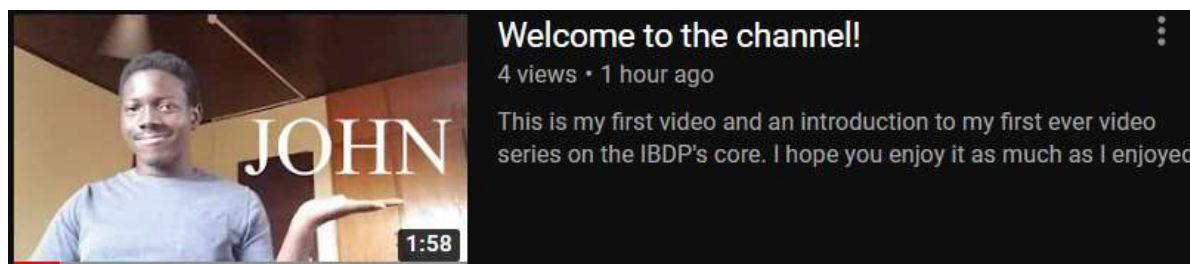 JOHN
1:58
Welcome to the channel!
4 views • 1 hour ago
This is my first video and an introduction to my first ever video
series on the IBDP's core. I hope you enjoy it as much as I enjoyed